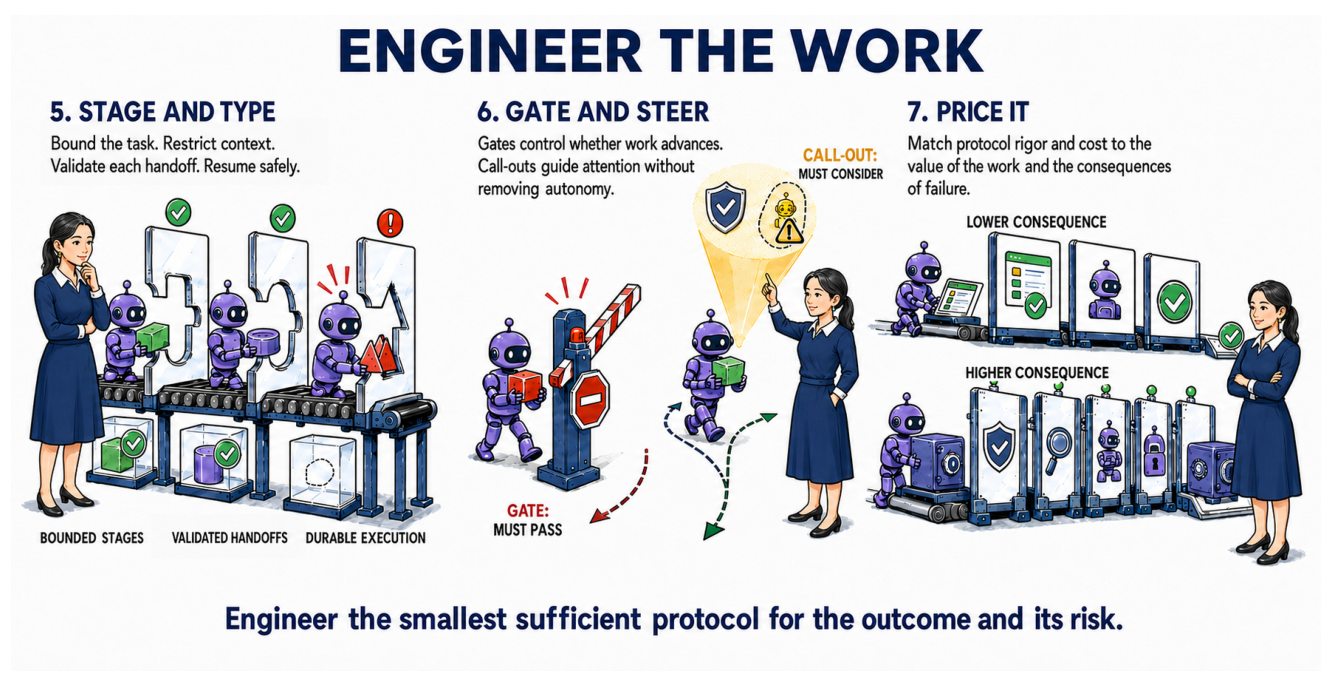 ENGINEER THE WORK
5. STAGE AND TYPE
Bound the task. Restrict context.
Validate each handoff. Resume safely.
BOUNDED STAGES
VALIDATED HANDOFFS
DURABLE EXECUTION
6. GATE AND STEER
Gates control whether work advances.
Call-outs guide attention without
removing autonomy.
CALL-OUT:
MUST CONSIDER
GATE:
MUST PASS
7. PRICE IT
Match protocol rigor and cost to the
value of the work and the consequences
of failure.
LOWER CONSEQUENCE
HIGHER CONSEQUENCE
Engineer the smallest sufficient protocol for the outcome and its risk.